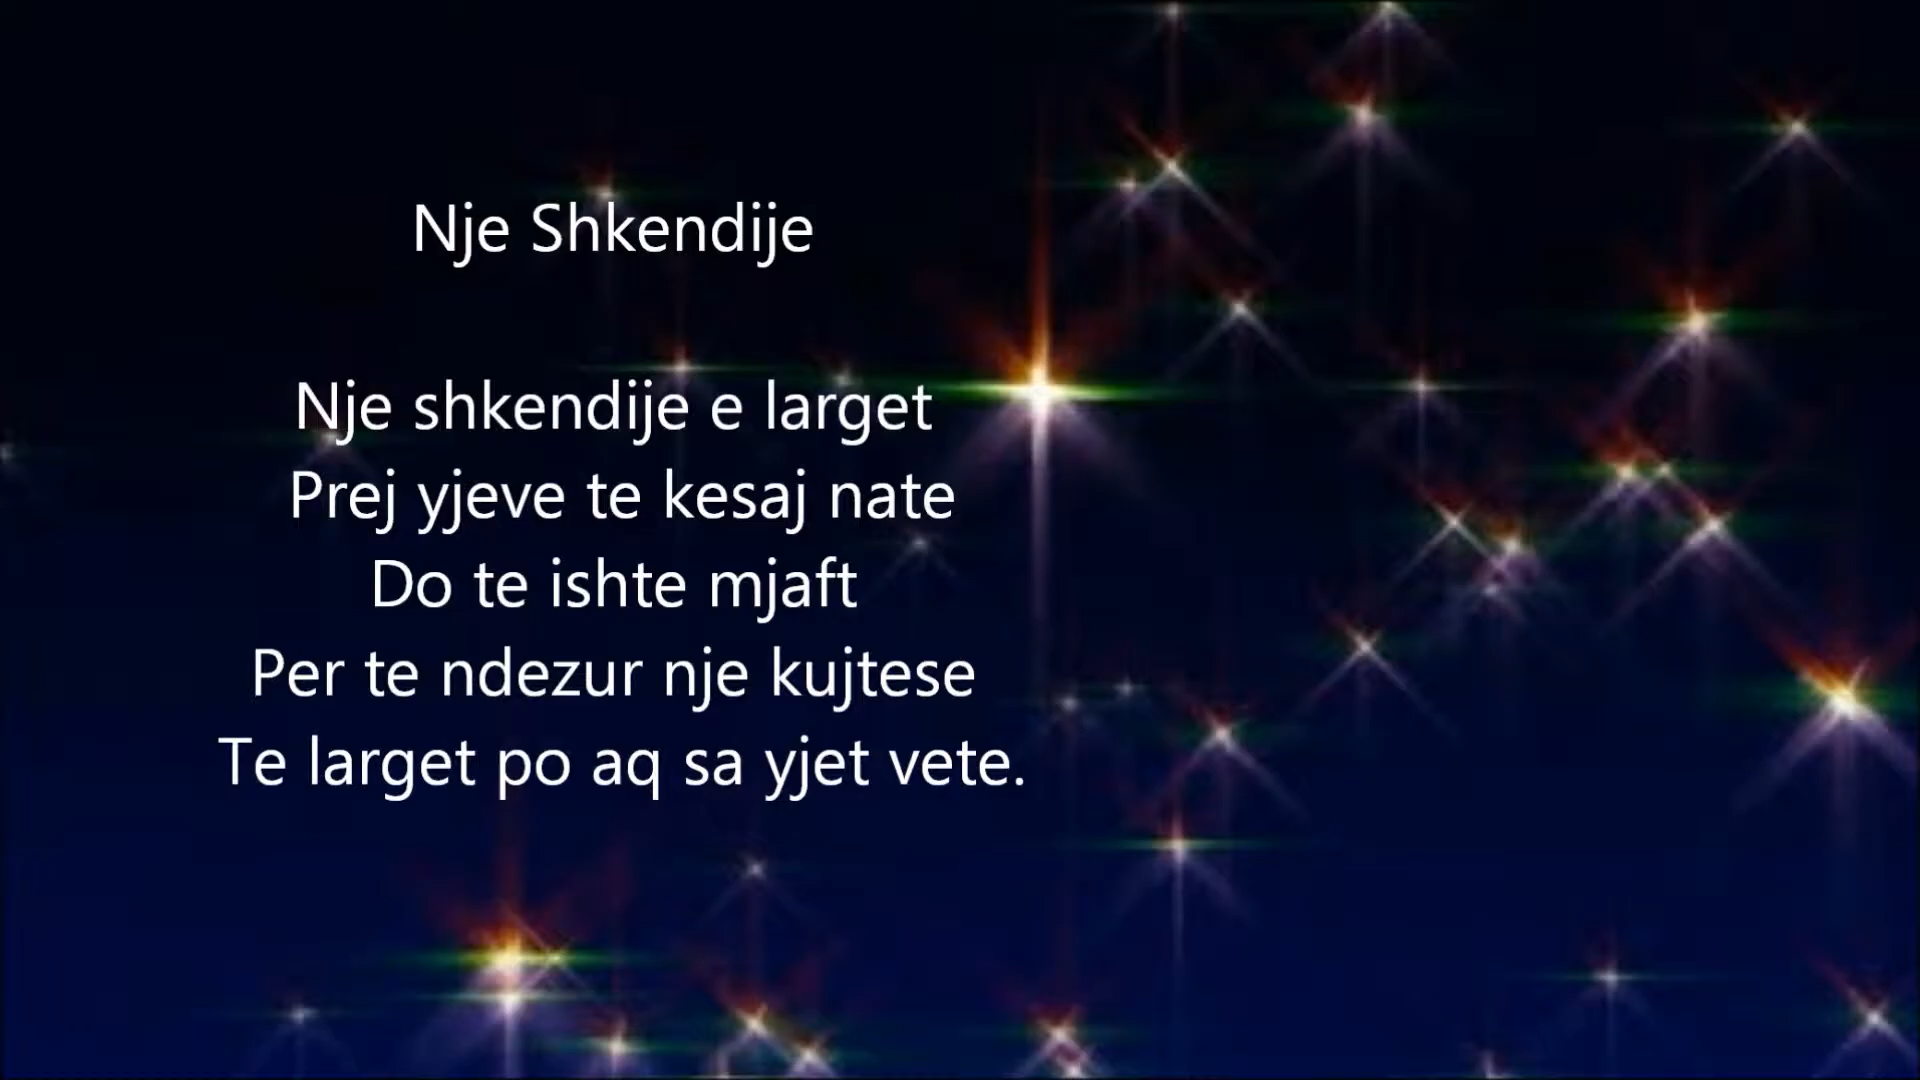 Nje Shkendije
Nje shkendije e larget
Prej yjeve te kesaj nate
Do te ishte mjaft
Per te ndezur nje kujtese
Te larget po aq sa yjet vete.